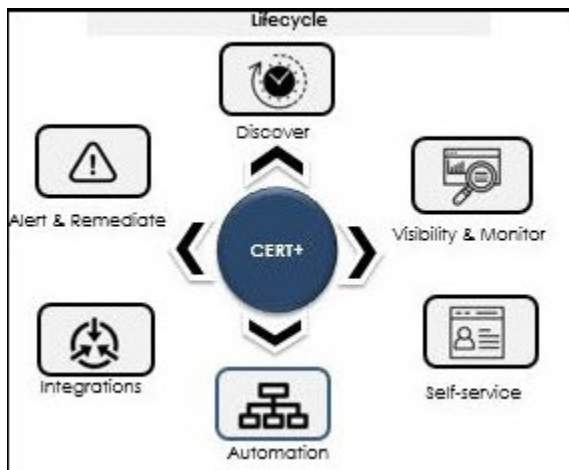 Lifecycle
Discover
Alert & Remediate
Visibility & Monitor
CERT+
Integrations
Self-service
Automation